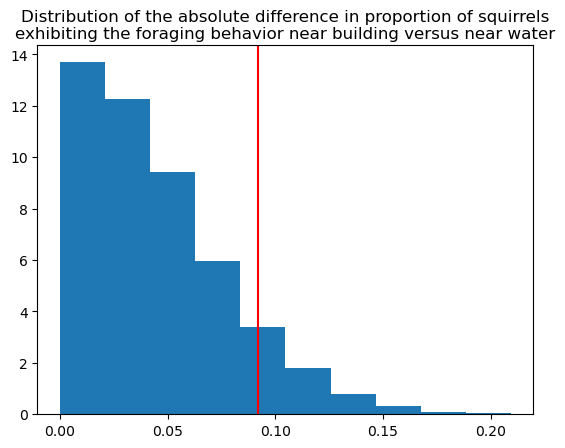 Distribution of the absolute difference in proportion of squirrels
exhibiting the foraging behavior near building versus near water
14
12
10
8
6
4
2
0
0.00 0.05 0.10 0.15 0.20